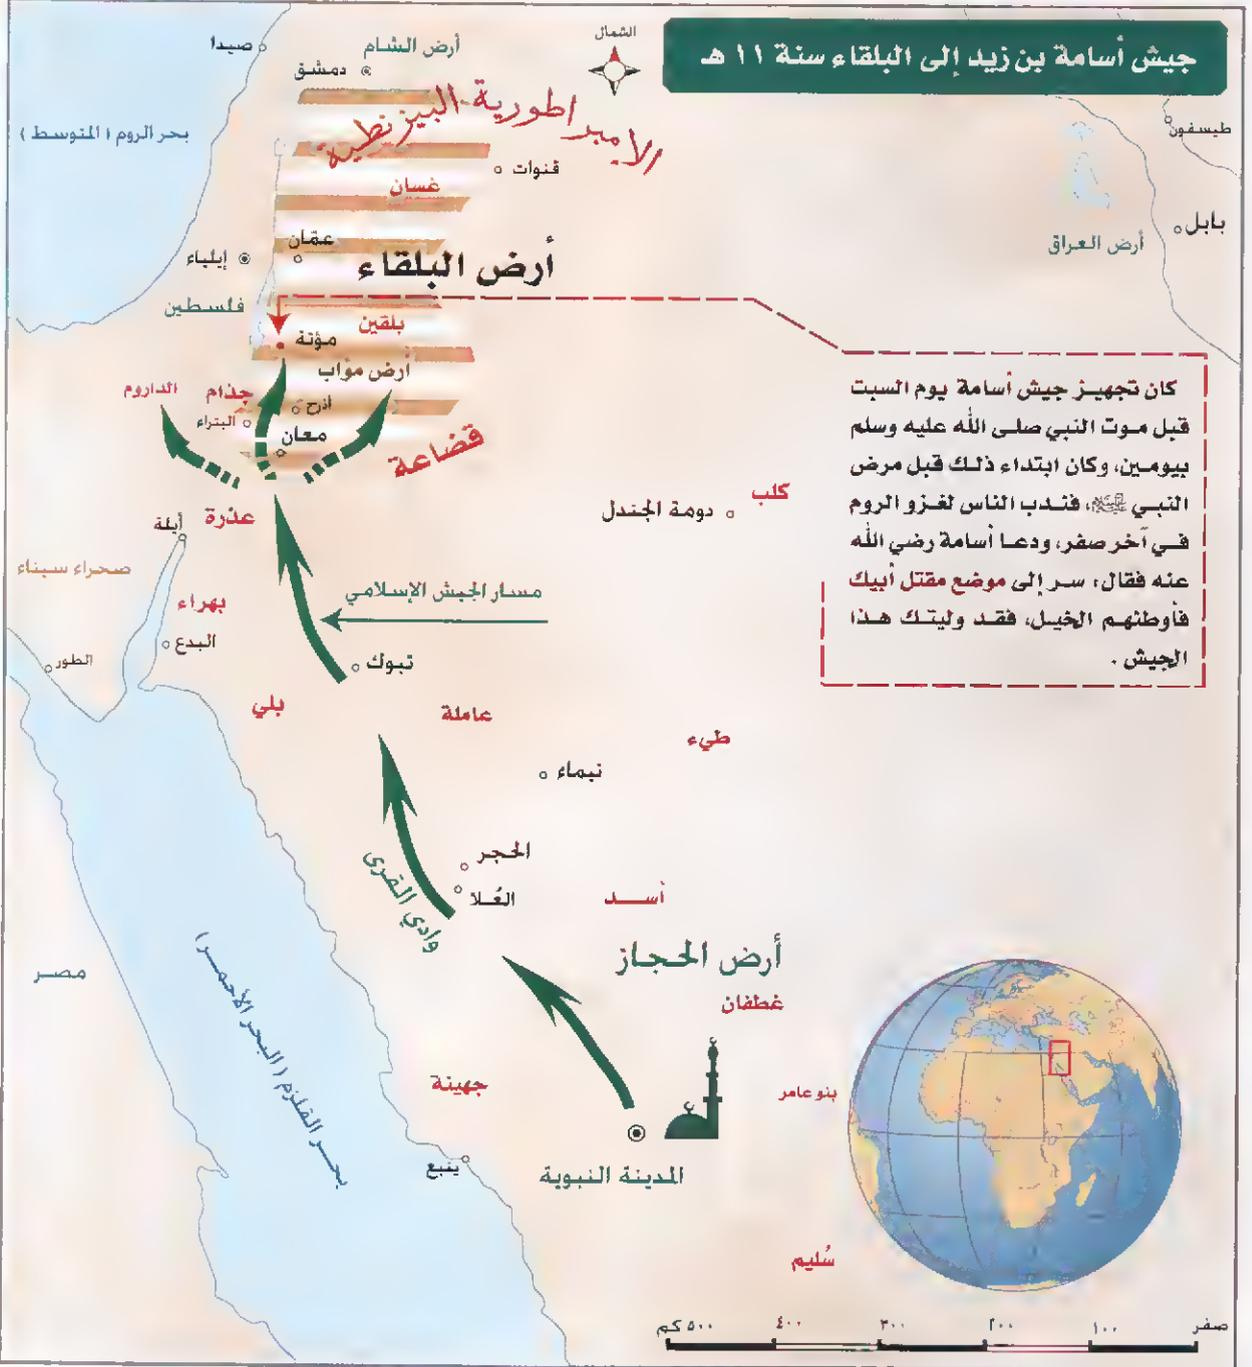 جيش أسامة بن زيد إلى البلقاء سنة ١١ هـ
الشمال
أرض الشام
صيدا
دمشق
الامبراطورية البيزنطية
بحر الروم ( المتوسط )
طيسفون
قنوات
غسان
بابل
أرض العراق
عمّان
إيلياء
أرض البلقاء
فلسطين
بلقين
مؤتة
أرض مؤاب
الداروم
جذام
أذرح
البتراء
معان
قضاعة
كان تجهيز جيش أسامة يوم السبت
قبل موت النبي صلى الله عليه وسلم
بيومين، وكان ابتداء ذلك قبل مرض
النبي ﷺ، فندب الناس لغزو الروم
في آخر صفر، ودعا أسامة رضي الله
عنه فقال: سر إلى موضع مقتل أبيك
فأوطئهم الخيل، فقد وليتك هذا
الجيش .
كلب
دومة الجندل
عذرة
أيلة
صحراء سيناء
مسار الجيش الإسلامي
بهراء
البدع
الطور
تبوك
بلي
عاملة
طيء
تيماء
الحجر
العُلا
وادي القرى
أسد
أرض الحجاز
غطفان
مصر
بحر القلزم ( البحر الأحمر )
جهينة
بنو عامر
ينبع
المدينة النبوية
سُليم
صفر ١٠٠ ٢٠٠ ٣٠٠ ٤٠٠ ٥٠٠ كم